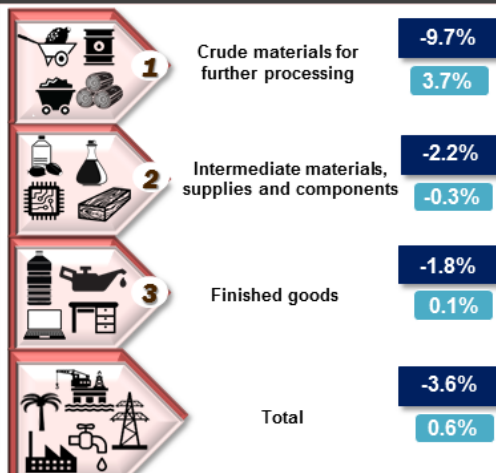 1
Crude materials for
further processing
-9.7%
3.7%
2
Intermediate materials,
supplies and components
-2.2%
-0.3%
3
Finished goods
-1.8%
0.1%
Total
-3.6%
0.6%